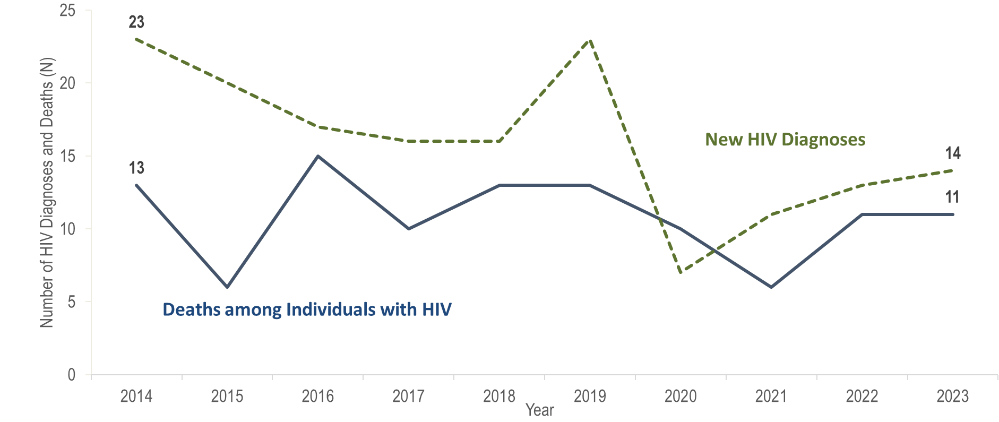 Number of HIV Diagnoses and Deaths (N)
25
20
15
10
5
0
23
13
New HIV Diagnoses
14
11
Deaths among Individuals with HIV
2014 2015 2016 2017 2018 2019 2020 2021 2022 2023
Year